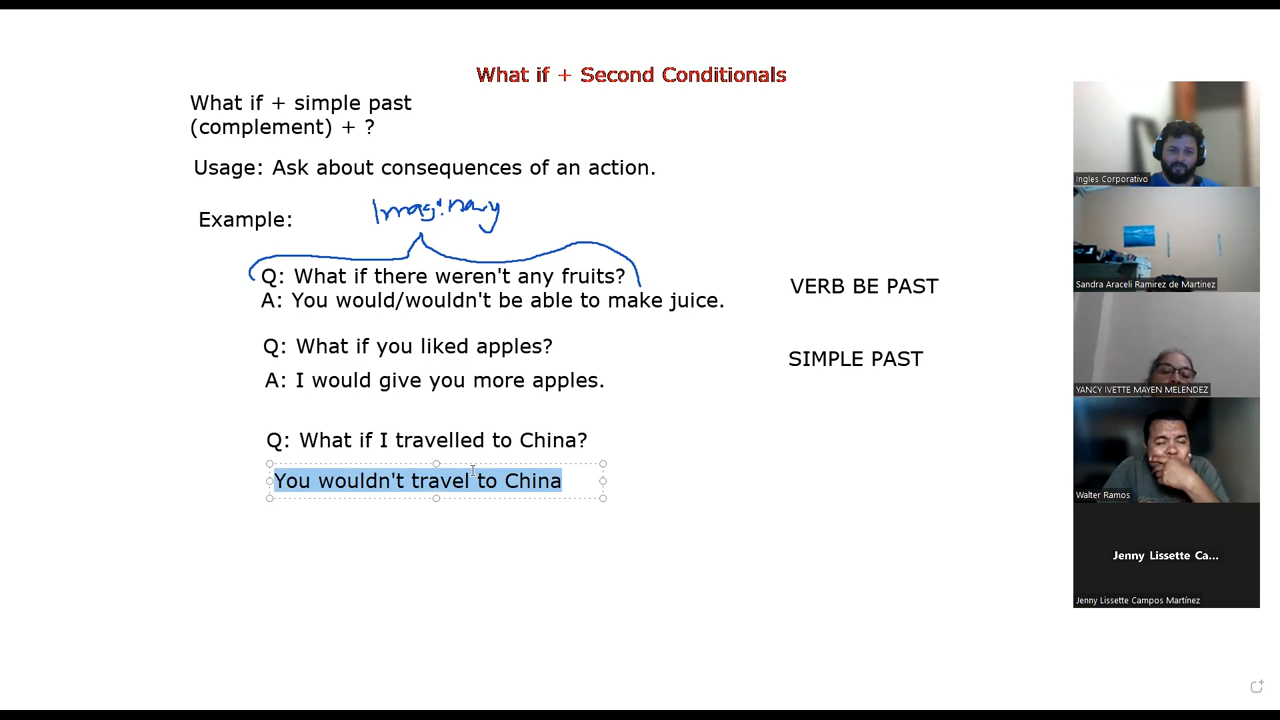 What if + Second Conditionals
What if + simple past
(complement) + ?
Usage: Ask about consequences of an action.
Example:
Imaginary
Q: What if there weren't any fruits?
A: You would/wouldn't be able to make juice.
VERB BE PAST
Q: What if you liked apples?
SIMPLE PAST
A: I would give you more apples.
Q: What if I travelled to China?
You wouldn't travel to China
Ingles Corporativo
Sandra Araceli Ramirez de Martinez
YANCY IVETTE MAYEN MELENDEZ
Walter Ramos
Jenny Lissette Ca...
Jenny Lissette Campos Martínez